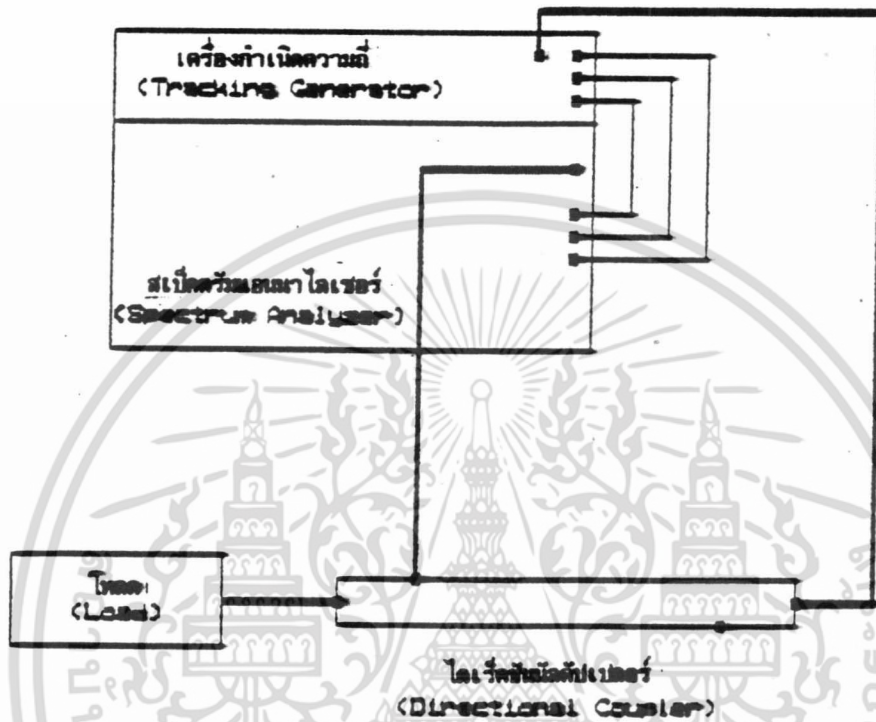 เครื่องกำเนิดความถี่
(Tracking Generator)
สเป็คตรัมแอนนาไลเซอร์
(Spectrum Analyser)
โหลด
(Load)
ไดเร็คชันนัลคัปเปลอร์
(Directional Coupler)